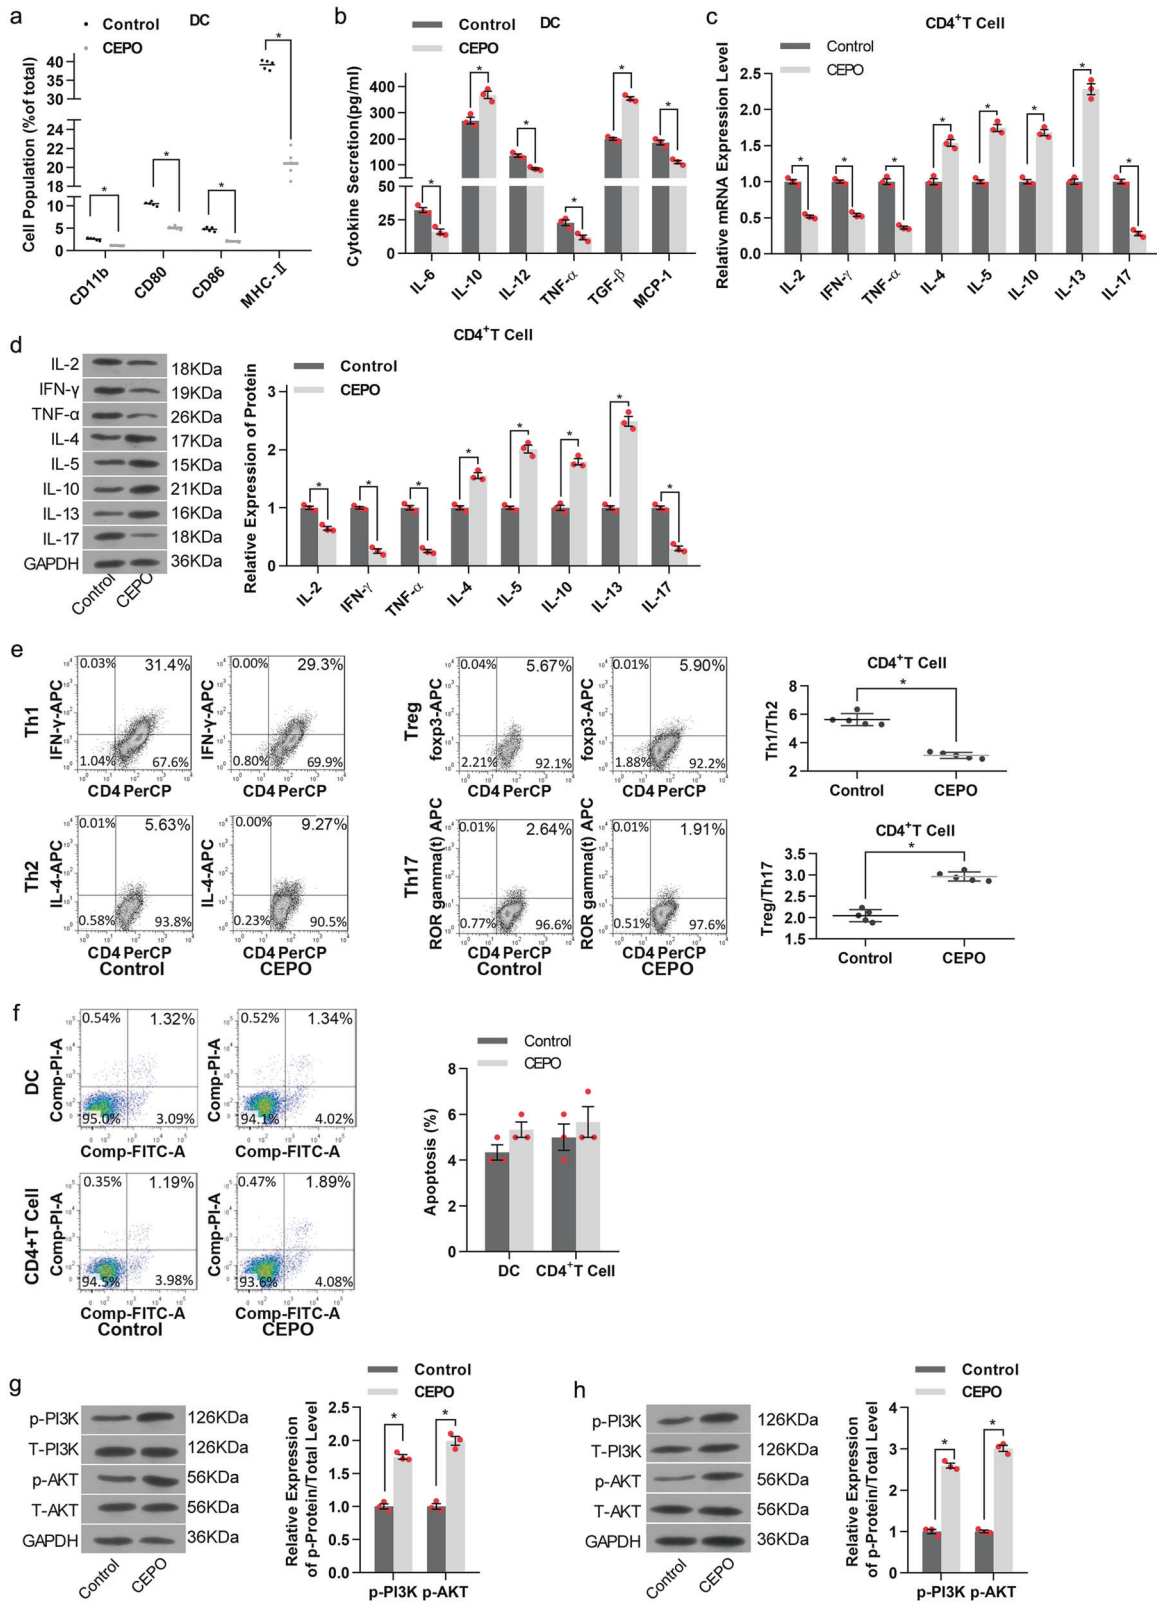 a
DC
Control
CEPO
Cell Population (%of total)
40
35
30
22
20
18
16
14
12
10
5
0
*
*
*
*
CD11b
CD80
CD86
MHC-Ⅱ
b
DC
Control
CEPO
Cytokine Secretion(pg/ml)
400
300
200
100
50
25
0
*
*
*
*
*
*
IL-6
IL-10
IL-12
TNF-α
TGF-β
MCP-1
c
CD4+T Cell
Control
CEPO
Relative mRNA Expression Level
2.5
2.0
1.5
1.0
0.5
0.0
*
*
*
*
*
*
*
*
IL-2
IFN-γ
TNF-α
IL-4
IL-5
IL-10
IL-13
IL-17
d
IL-2 18KDa
IFN-γ 19KDa
TNF-α 26KDa
IL-4 17KDa
IL-5 15KDa
IL-10 21KDa
IL-13 16KDa
IL-17 18KDa
GAPDH 36KDa
Control
CEPO
CD4+T Cell
Control
CEPO
Relative Expression of Protein
3
2
1
0
*
*
*
*
*
*
*
*
IL-2
IFN-γ
TNF-α
IL-4
IL-5
IL-10
IL-13
IL-17
e
Th1
IFN-γ-APC
0.03% 31.4%
1.04% 67.6%
CD4 PerCP
IFN-γ-APC
0.00% 29.3%
0.80% 69.9%
CD4 PerCP
Th2
IL-4-APC
0.01% 5.63%
0.58% 93.8%
CD4 PerCP
Control
IL-4-APC
0.00% 9.27%
0.23% 90.5%
CD4 PerCP
CEPO
Treg
foxp3-APC
0.04% 5.67%
2.21% 92.1%
CD4 PerCP
foxp3-APC
0.01% 5.90%
1.88% 92.2%
CD4 PerCP
Th17
ROR gamma(t) APC
0.01% 2.64%
0.77% 96.6%
CD4 PerCP
Control
ROR gamma(t) APC
0.01% 1.91%
0.51% 97.6%
CD4 PerCP
CEPO
CD4+T Cell
Th1/Th2
8
6
4
2
*
Control
CEPO
CD4+T Cell
Treg/Th17
3.5
3.0
2.5
2.0
1.5
*
Control
CEPO
f
DC
Comp-PI-A
0.54% 1.32%
95.0% 3.09%
Comp-FITC-A
Comp-PI-A
0.52% 1.34%
94.1% 4.02%
Comp-FITC-A
CD4+T Cell
Comp-PI-A
0.35% 1.19%
94.5% 3.98%
Comp-FITC-A
Control
Comp-PI-A
0.47% 1.89%
93.6% 4.08%
Comp-FITC-A
CEPO
Control
CEPO
Apoptosis (%)
8
6
4
2
0
DC
CD4+T Cell
g
p-PI3K 126KDa
T-PI3K 126KDa
p-AKT 56KDa
T-AKT 56KDa
GAPDH 36KDa
Control
CEPO
Control
CEPO
Relative Expression
of p-Protein/Total Level
2.5
2.0
1.5
1.0
0.5
0.0
*
*
p-PI3K p-AKT
h
p-PI3K 126KDa
T-PI3K 126KDa
p-AKT 56KDa
T-AKT 56KDa
GAPDH 36KDa
Control
CEPO
Control
CEPO
Relative Expression
of p-Protein/Total Level
4
3
2
1
0
*
*
p-PI3K p-AKT